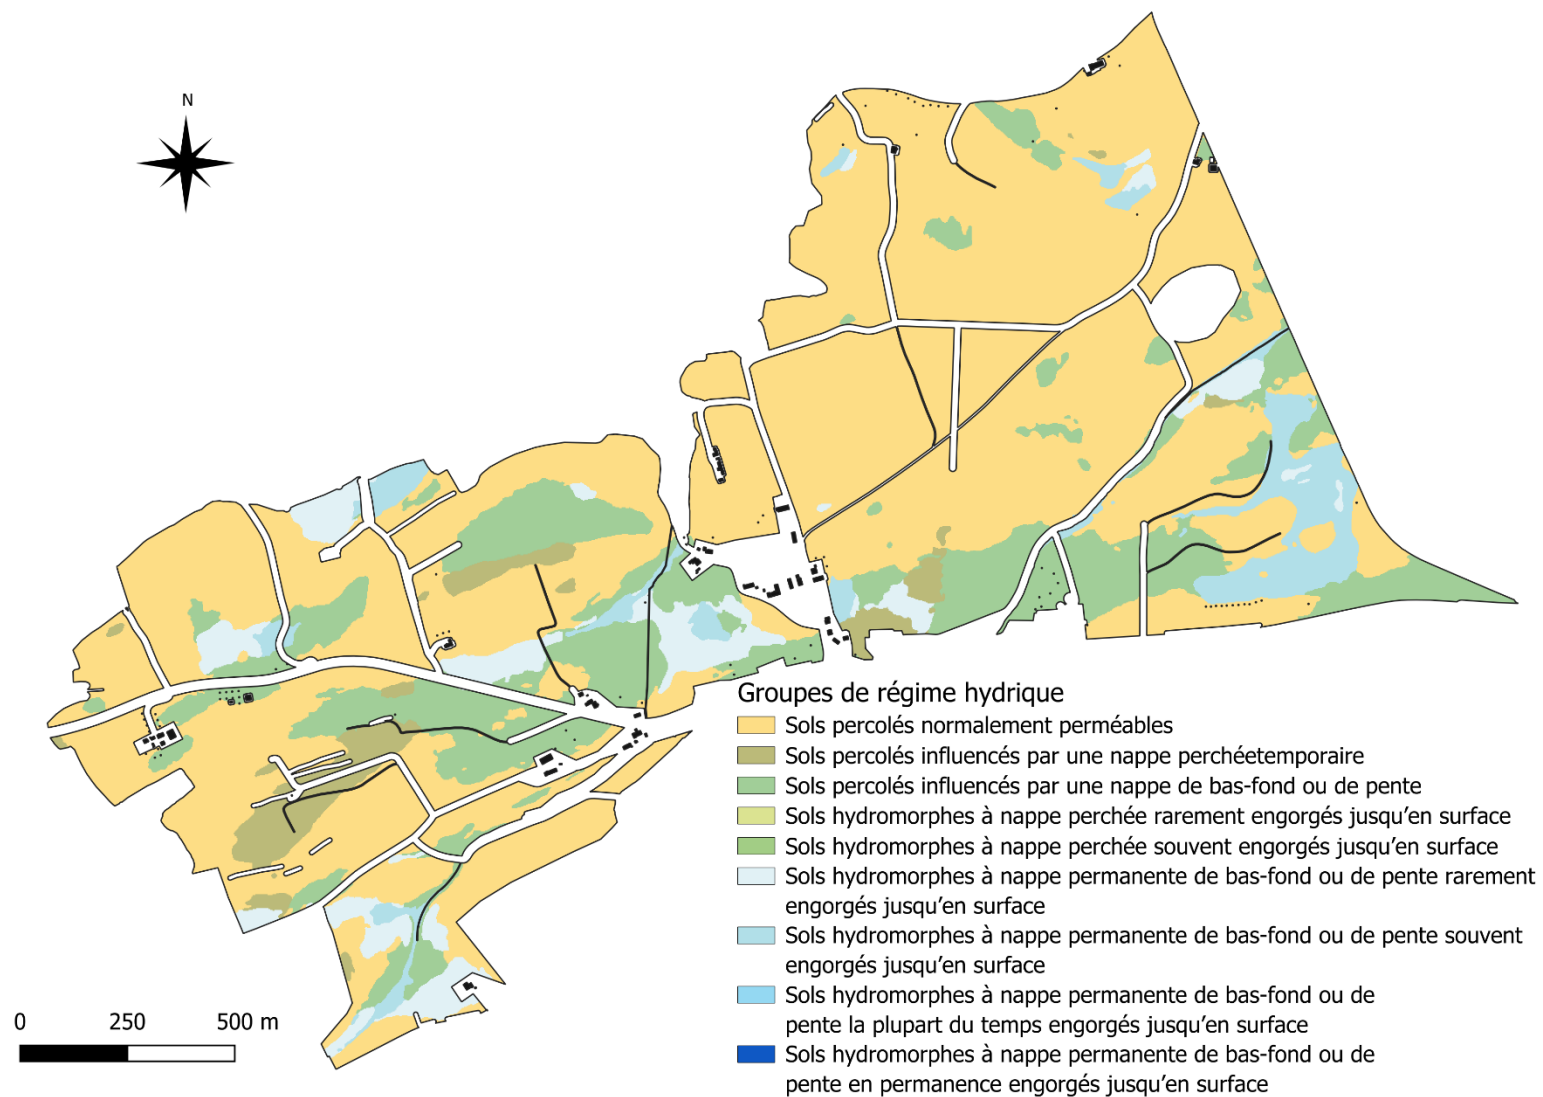 N
Groupes de régime hydrique
Sols percolés normalement perméables
Sols percolés influencés par une nappe perchéetemporaire
Sols percolés influencés par une nappe de bas-fond ou de pente
Sols hydromorphes à nappe perchée rarement engorgés jusqu'en surface
Sols hydromorphes à nappe perchée souvent engorgés jusqu'en surface
Sols hydromorphes à nappe permanente de bas-fond ou de pente rarement
engorgés jusqu'en surface
Sols hydromorphes à nappe permanente de bas-fond ou de pente souvent
engorgés jusqu'en surface
Sols hydromorphes à nappe permanente de bas-fond ou de
pente la plupart du temps engorgés jusqu'en surface
Sols hydromorphes à nappe permanente de bas-fond ou de
pente en permanence engorgés jusqu'en surface
0 250 500 m